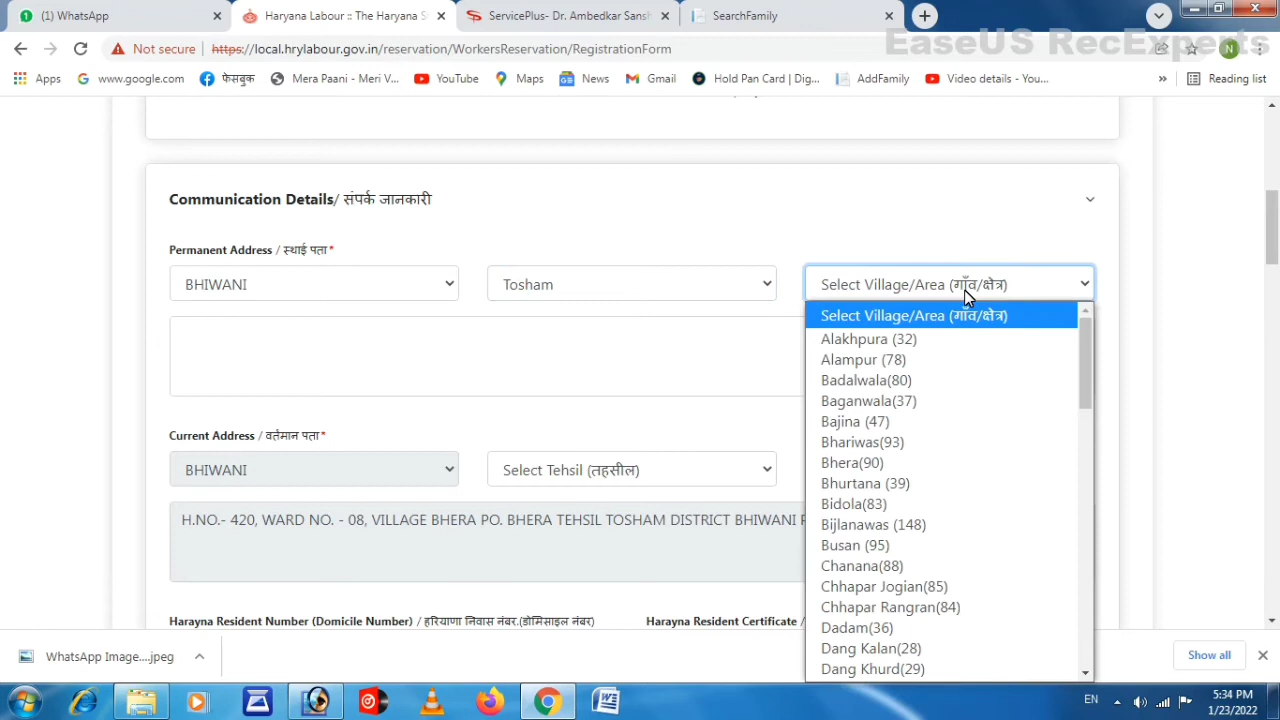 (1) WhatsApp
Haryana Labour :: The Haryana S
ServicePlus- Dr. Ambedkar Sansh
SearchFamily
Not secure https://local.hrylabour.gov.in/reservation/WorkersReservation/RegistrationForm
EaseUS RecExperts
N
Apps www.google.com फेसबुक Mera Paani - Meri V... YouTube Maps News Gmail Hold Pan Card | Dig... AddFamily Video details - You... » Reading list
Communication Details/ संपर्क जानकारी
Permanent Address / स्थाई पता*
BHIWANI Tosham Select Village/Area (गाँव/क्षेत्र)
Select Village/Area (गाँव/क्षेत्र)
Alakhpura (32)
Alampur (78)
Badalwala(80)
Baganwala(37)
Bajina (47)
Bhariwas(93)
Bhera(90)
Bhurtana (39)
Bidola(83)
Bijlanawas (148)
Busan (95)
Chanana(88)
Chhapar Jogian(85)
Chhapar Rangran(84)
Dadam(36)
Dang Kalan(28)
Dang Khurd(29)
Current Address / वर्तमान पता*
BHIWANI Select Tehsil (तहसील)
H.NO.- 420, WARD NO. - 08, VILLAGE BHERA PO. BHERA TEHSIL TOSHAM DISTRICT BHIWANI
Harayna Resident Number (Domicile Number) / हरियाणा निवास नंबर.(डोमिसाइल नंबर)
Harayna Resident Certificate /
WhatsApp Image....jpeg
Show all
EN
5:34 PM
1/23/2022